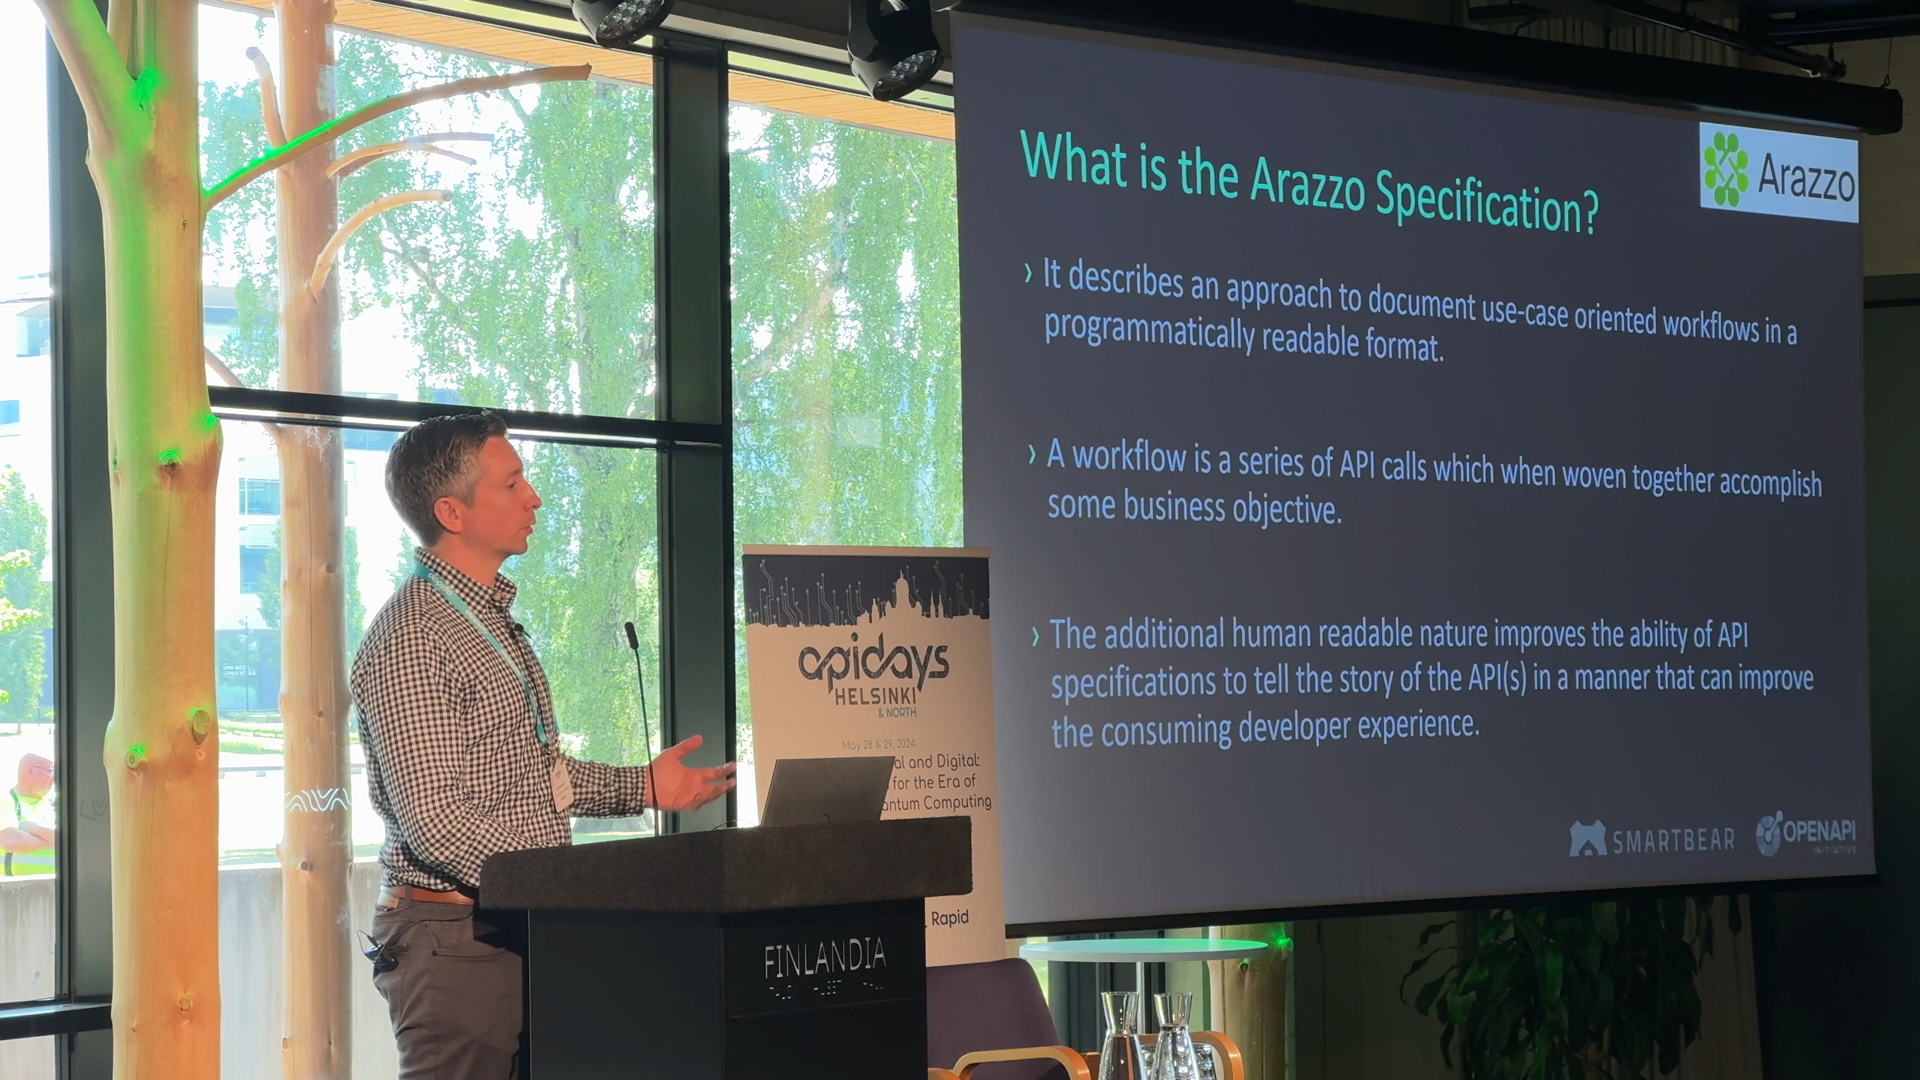 What is the Arazzo Specification?
Arazzo
› It describes an approach to document use-case oriented workflows in a
programmatically readable format.
› A workflow is a series of API calls which when woven together accomplish
some business objective.
› The additional human readable nature improves the ability of API
specifications to tell the story of the API(s) in a manner that can improve
the consuming developer experience.
SMARTBEAR
OPENAPI
INITIATIVE
apidays
HELSINKI
& NORTH
May 28 & 29, 2024
al and Digital:
for the Era of
antum Computing
Rapid
FINLANDIA